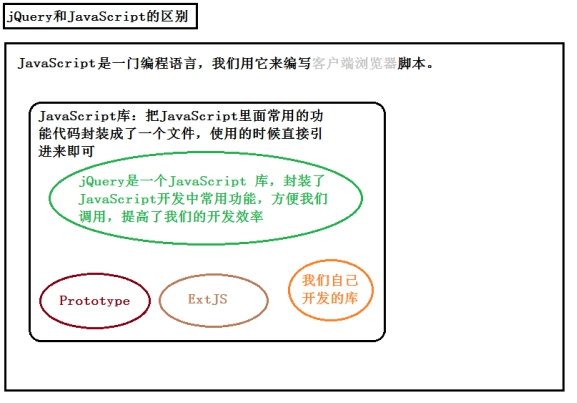 jQuery和JavaScript的区别
JavaScript是一门编程语言，我们用它来编写客户端浏览器脚本。
JavaScript库：把JavaScript里面常用的功
能代码封装成了一个文件，使用的时候直接引
进来即可
jQuery是一个JavaScript 库，封装了
JavaScript开发中常用功能，方便我们
调用，提高了我们的开发效率
Prototype
ExtJS
我们自己
开发的库